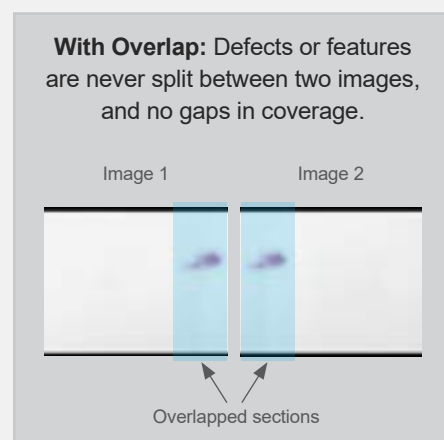 With Overlap: Defects or features
are never split between two images,
and no gaps in coverage.
Image 1
Image 2
Overlapped sections